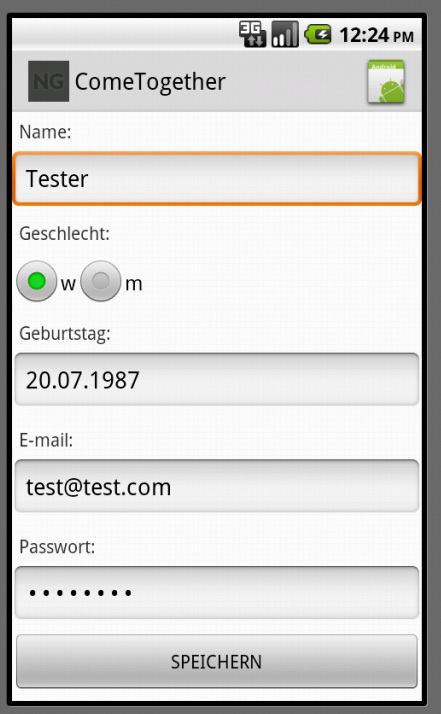 3G 12:24 PM
NG ComeTogether
Android
Name:
Tester
Geschlecht:
w m
Geburtstag:
20.07.1987
E-mail:
test@test.com
Passwort:
••••••••
SPEICHERN